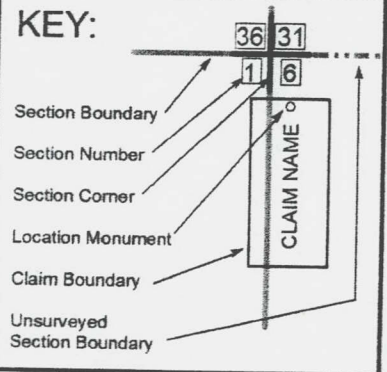 KEY:
36 31
1 6
Section Boundary
Section Number
Section Corner
Location Monument
Claim Boundary
Unsurveyed
Section Boundary
CLAIM NAME